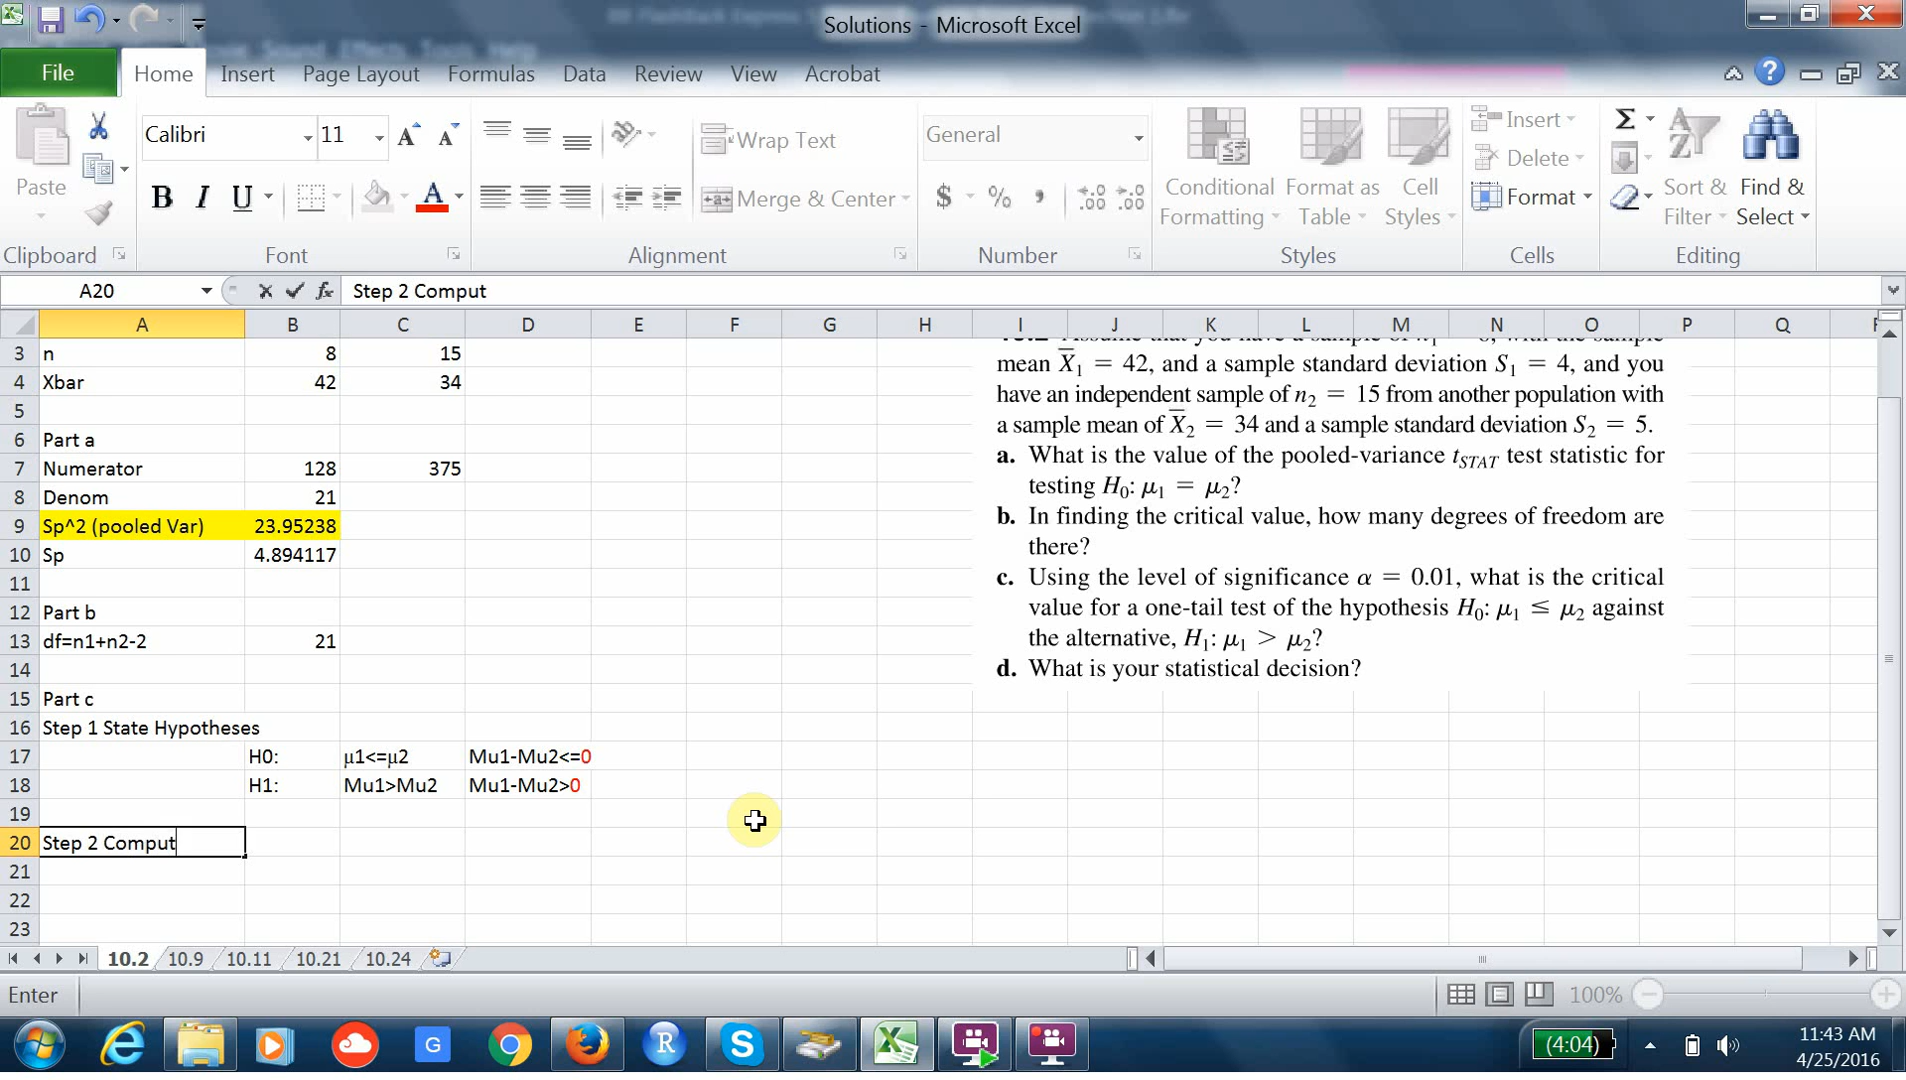 Solutions - Microsoft Excel
File Home Insert Page Layout Formulas Data Review View Acrobat
Calibri 11 A A Wrap Text General Insert Σ
Paste Delete
B I U A Merge & Center $ % , Conditional Formatting Format as Table Cell Styles Format Sort & Filter Find & Select
Clipboard Font Alignment Number Styles Cells Editing
A20 fx Step 2 Comput
A B C D E F G H I J K L M N O P Q
3 n 8 15
4 Xbar 42 34
5
6 Part a
7 Numerator 128 375
8 Denom 21
9 Sp^2 (pooled Var) 23.95238
10 Sp 4.894117
11
12 Part b
13 df=n1+n2-2 21
14
15 Part c
16 Step 1 State Hypotheses
17 H0: μ1<=μ2 Mu1-Mu2<=0
18 H1: Mu1>Mu2 Mu1-Mu2>0
19
20 Step 2 Comput
21
22
23
mean X̄₁ = 42, and a sample standard deviation S₁ = 4, and you
have an independent sample of n₂ = 15 from another population with
a sample mean of X̄₂ = 34 and a sample standard deviation S₂ = 5.
a. What is the value of the pooled-variance t_STAT test statistic for
testing H₀: μ₁ = μ₂?
b. In finding the critical value, how many degrees of freedom are
there?
c. Using the level of significance α = 0.01, what is the critical
value for a one-tail test of the hypothesis H₀: μ₁ ≤ μ₂ against
the alternative, H₁: μ₁ > μ₂?
d. What is your statistical decision?
10.2 10.9 10.11 10.21 10.24
Enter 100%
(4:04) 11:43 AM
4/25/2016